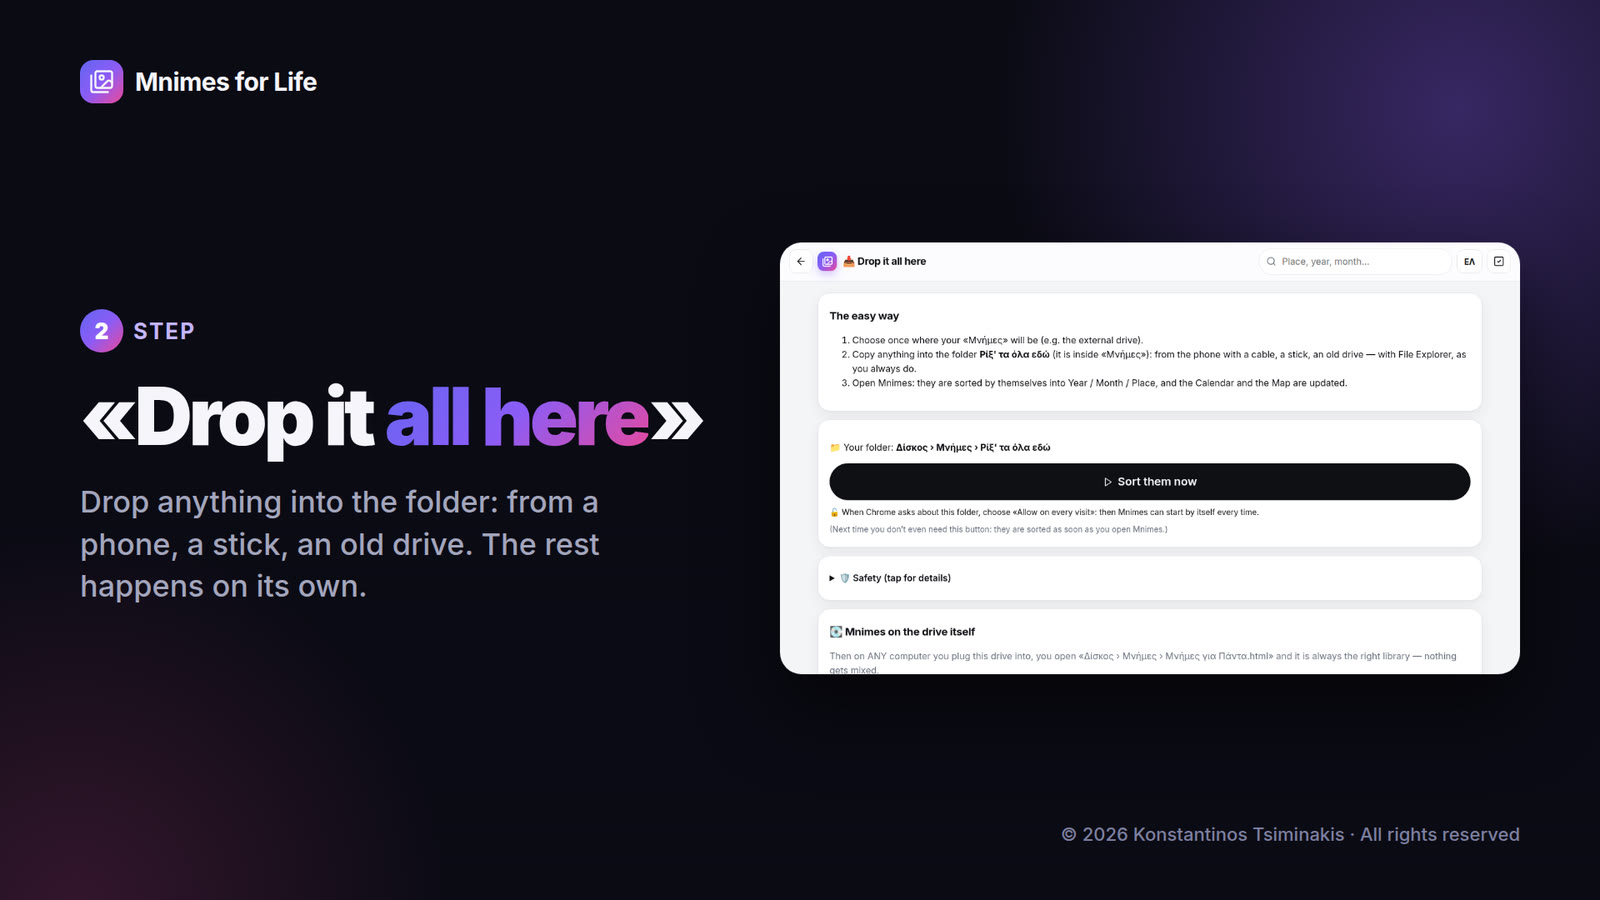 Mnimes for Life
2 STEP
«Drop it all here»
Drop anything into the folder: from a
phone, a stick, an old drive. The rest
happens on its own.
📥 Drop it all here
Place, year, month...
ΕΛ
The easy way
1. Choose once where your «Μνήμες» will be (e.g. the external drive).
2. Copy anything into the folder Ρίξ' τα όλα εδώ (it is inside «Μνήμες»): from the phone with a cable, a stick, an old drive — with File Explorer, as
you always do.
3. Open Mnimes: they are sorted by themselves into Year / Month / Place, and the Calendar and the Map are updated.
📁 Your folder: Δίσκος › Μνήμες › Ρίξ' τα όλα εδώ
Sort them now
🔓 When Chrome asks about this folder, choose «Allow on every visit»: then Mnimes can start by itself every time.
(Next time you don't even need this button: they are sorted as soon as you open Mnimes.)
▶ 🛡️ Safety (tap for details)
💽 Mnimes on the drive itself
Then on ANY computer you plug this drive into, you open «Δίσκος › Μνήμες › Μνήμες για Πάντα.html» and it is always the right library — nothing
gets mixed.
© 2026 Konstantinos Tsiminakis · All rights reserved